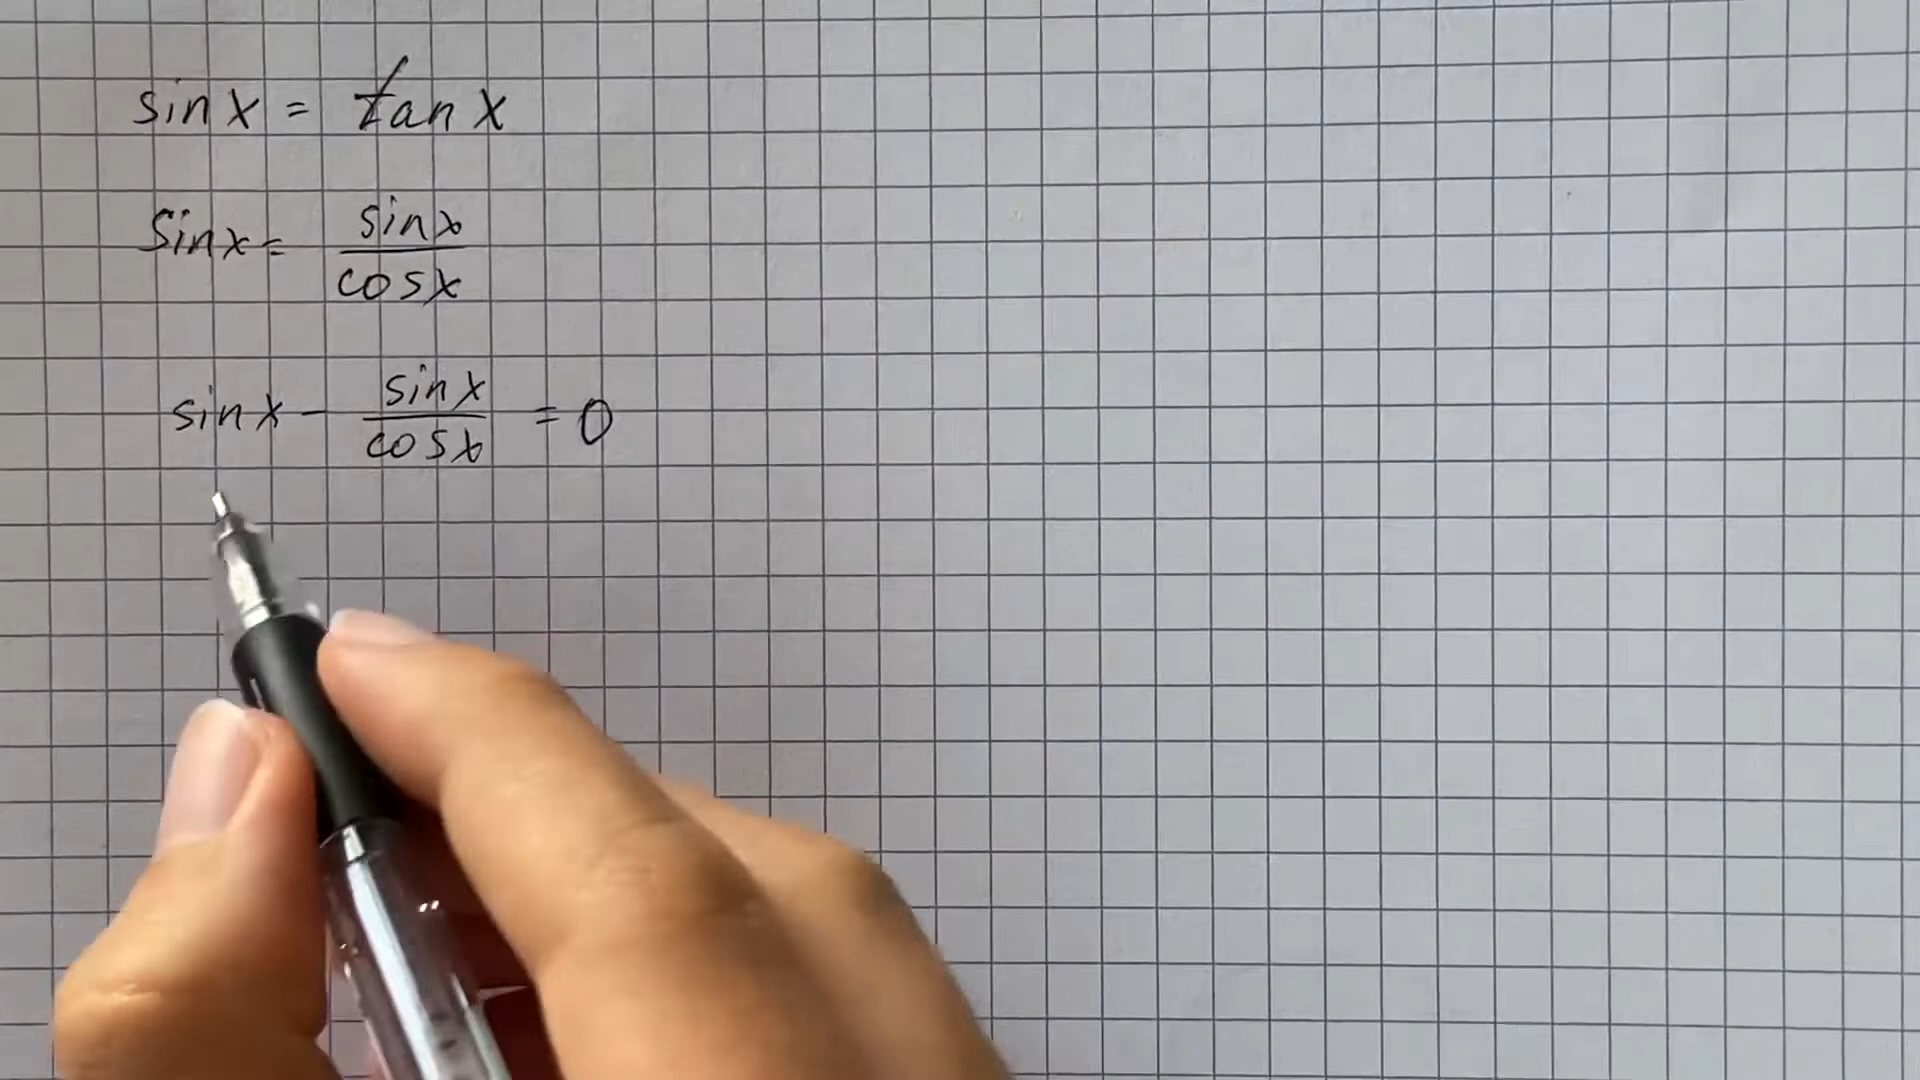 sin x = tan x
Sin x = sin x / cos x
sin x - sin x / cos x = 0